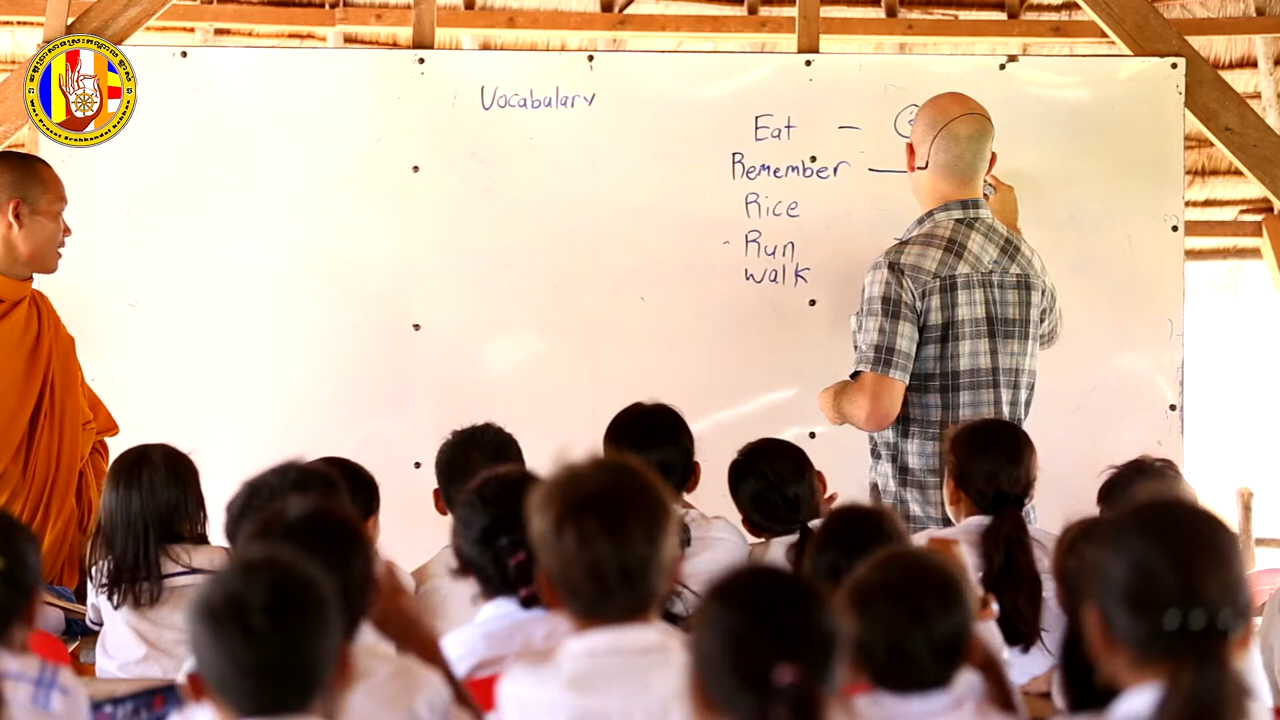 Vocabulary
Eat –
Remember —
Rice
- Run
walk